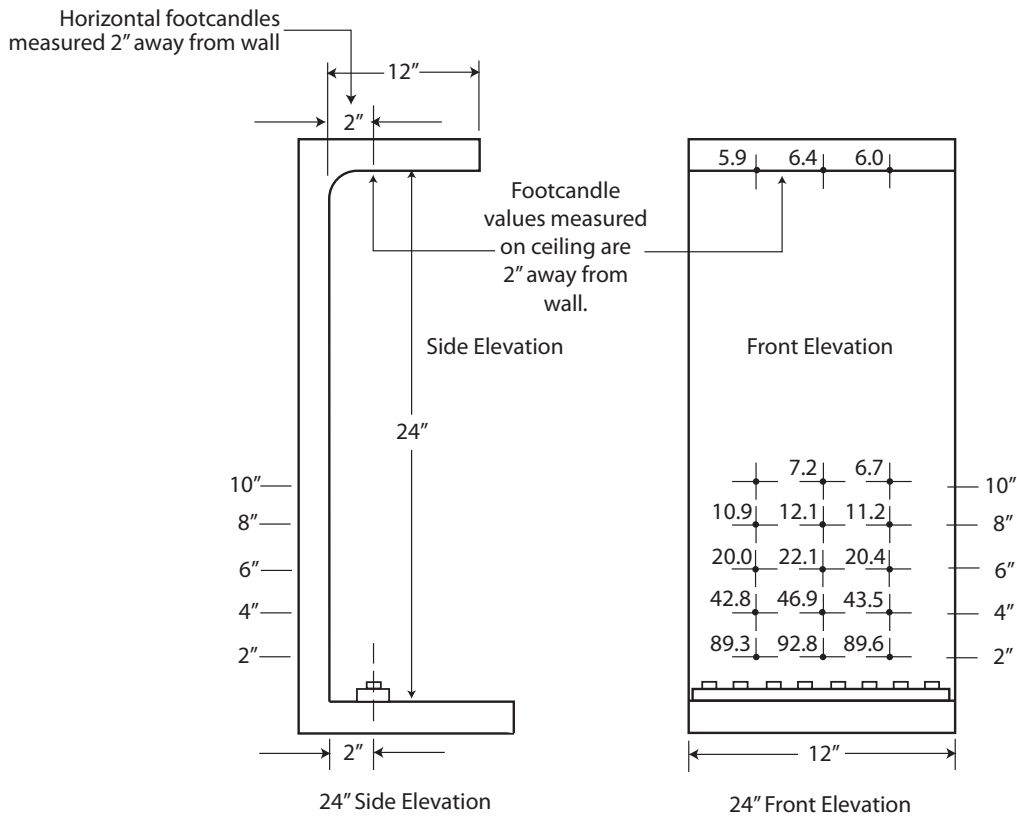 Horizontal footcandles
measured 2” away from wall
12”
2”
5.9 6.4 6.0
Footcandle
values measured
on ceiling are
2” away from
wall.
Side Elevation
Front Elevation
24”
10”
8”
6”
4”
2”
7.2 6.7
10.9 12.1 11.2
20.0 22.1 20.4
42.8 46.9 43.5
89.3 92.8 89.6
10”
8”
6”
4”
2”
2”
12”
24” Side Elevation
24” Front Elevation